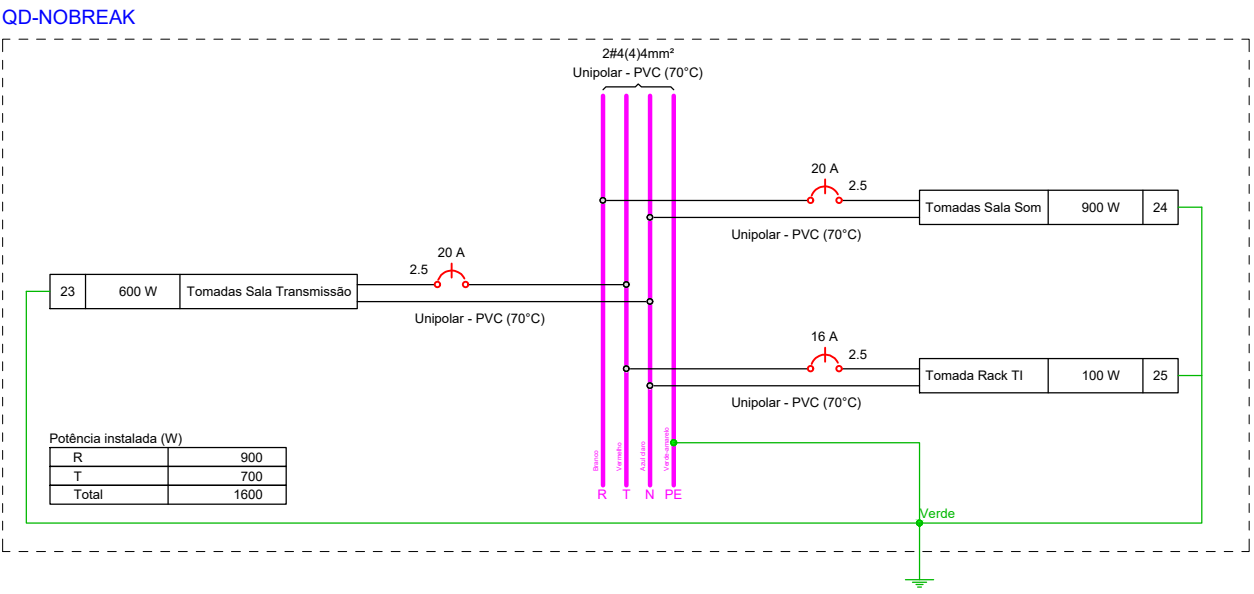 QD-NOBREAK
2#4(4)4mm²
Unipolar - PVC (70°C)
20 A
2.5
Tomadas Sala Som 900 W 24
Unipolar - PVC (70°C)
20 A
2.5
23 600 W Tomadas Sala Transmissão
Unipolar - PVC (70°C)
16 A
2.5
Tomada Rack TI 100 W 25
Unipolar - PVC (70°C)
Potência instalada (W)
R 900
T 700
Total 1600
Branco
Vermelho
Azul claro
Verde-amarelo
R T N PE
Verde